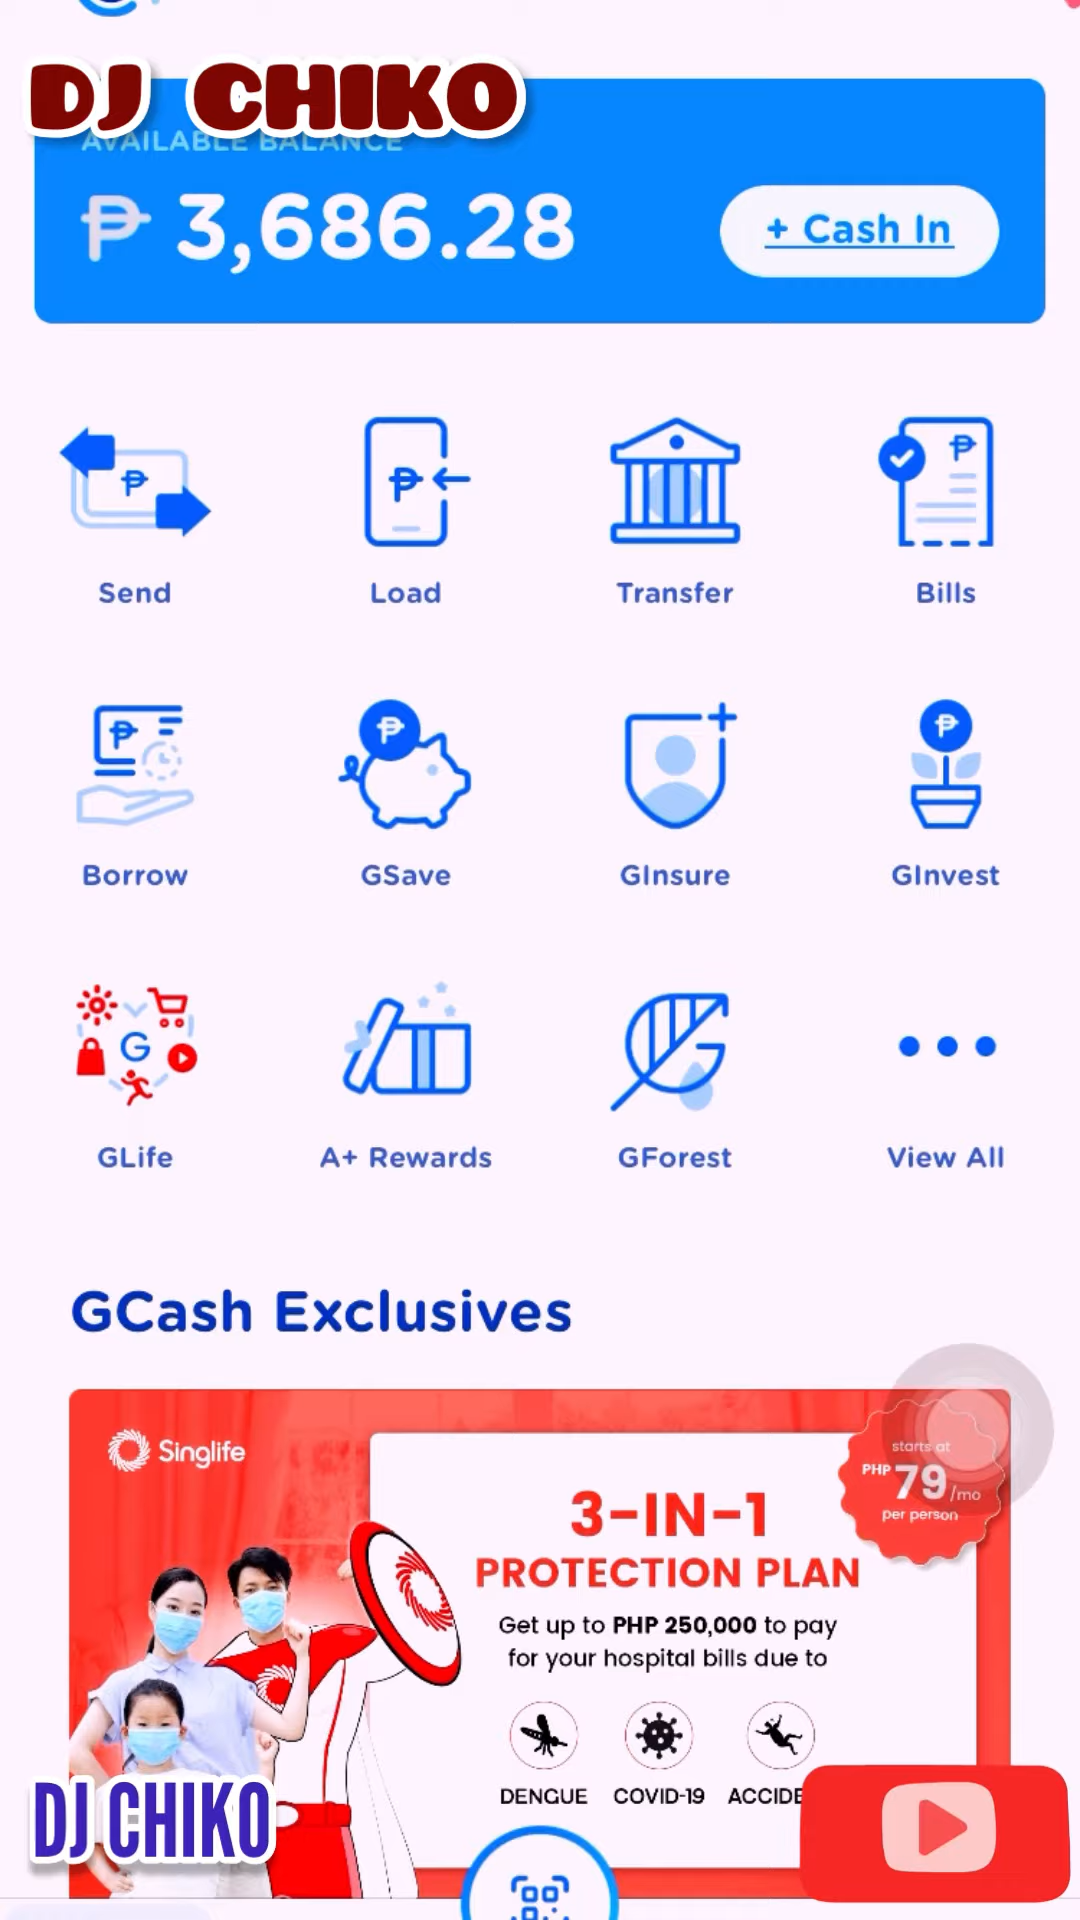 DJ CHIKO
AVAILABLE BALANCE
₱ 3,686.28
+ Cash In
Send
Load
Transfer
Bills
Borrow
GSave
GInsure
GInvest
GLife
A+ Rewards
GForest
View All
GCash Exclusives
Singlife
starts at
PHP 79 /mo
per person
3-IN-1
PROTECTION PLAN
Get up to PHP 250,000 to pay
for your hospital bills due to
DENGUE COVID-19 ACCIDE
DJ CHIKO